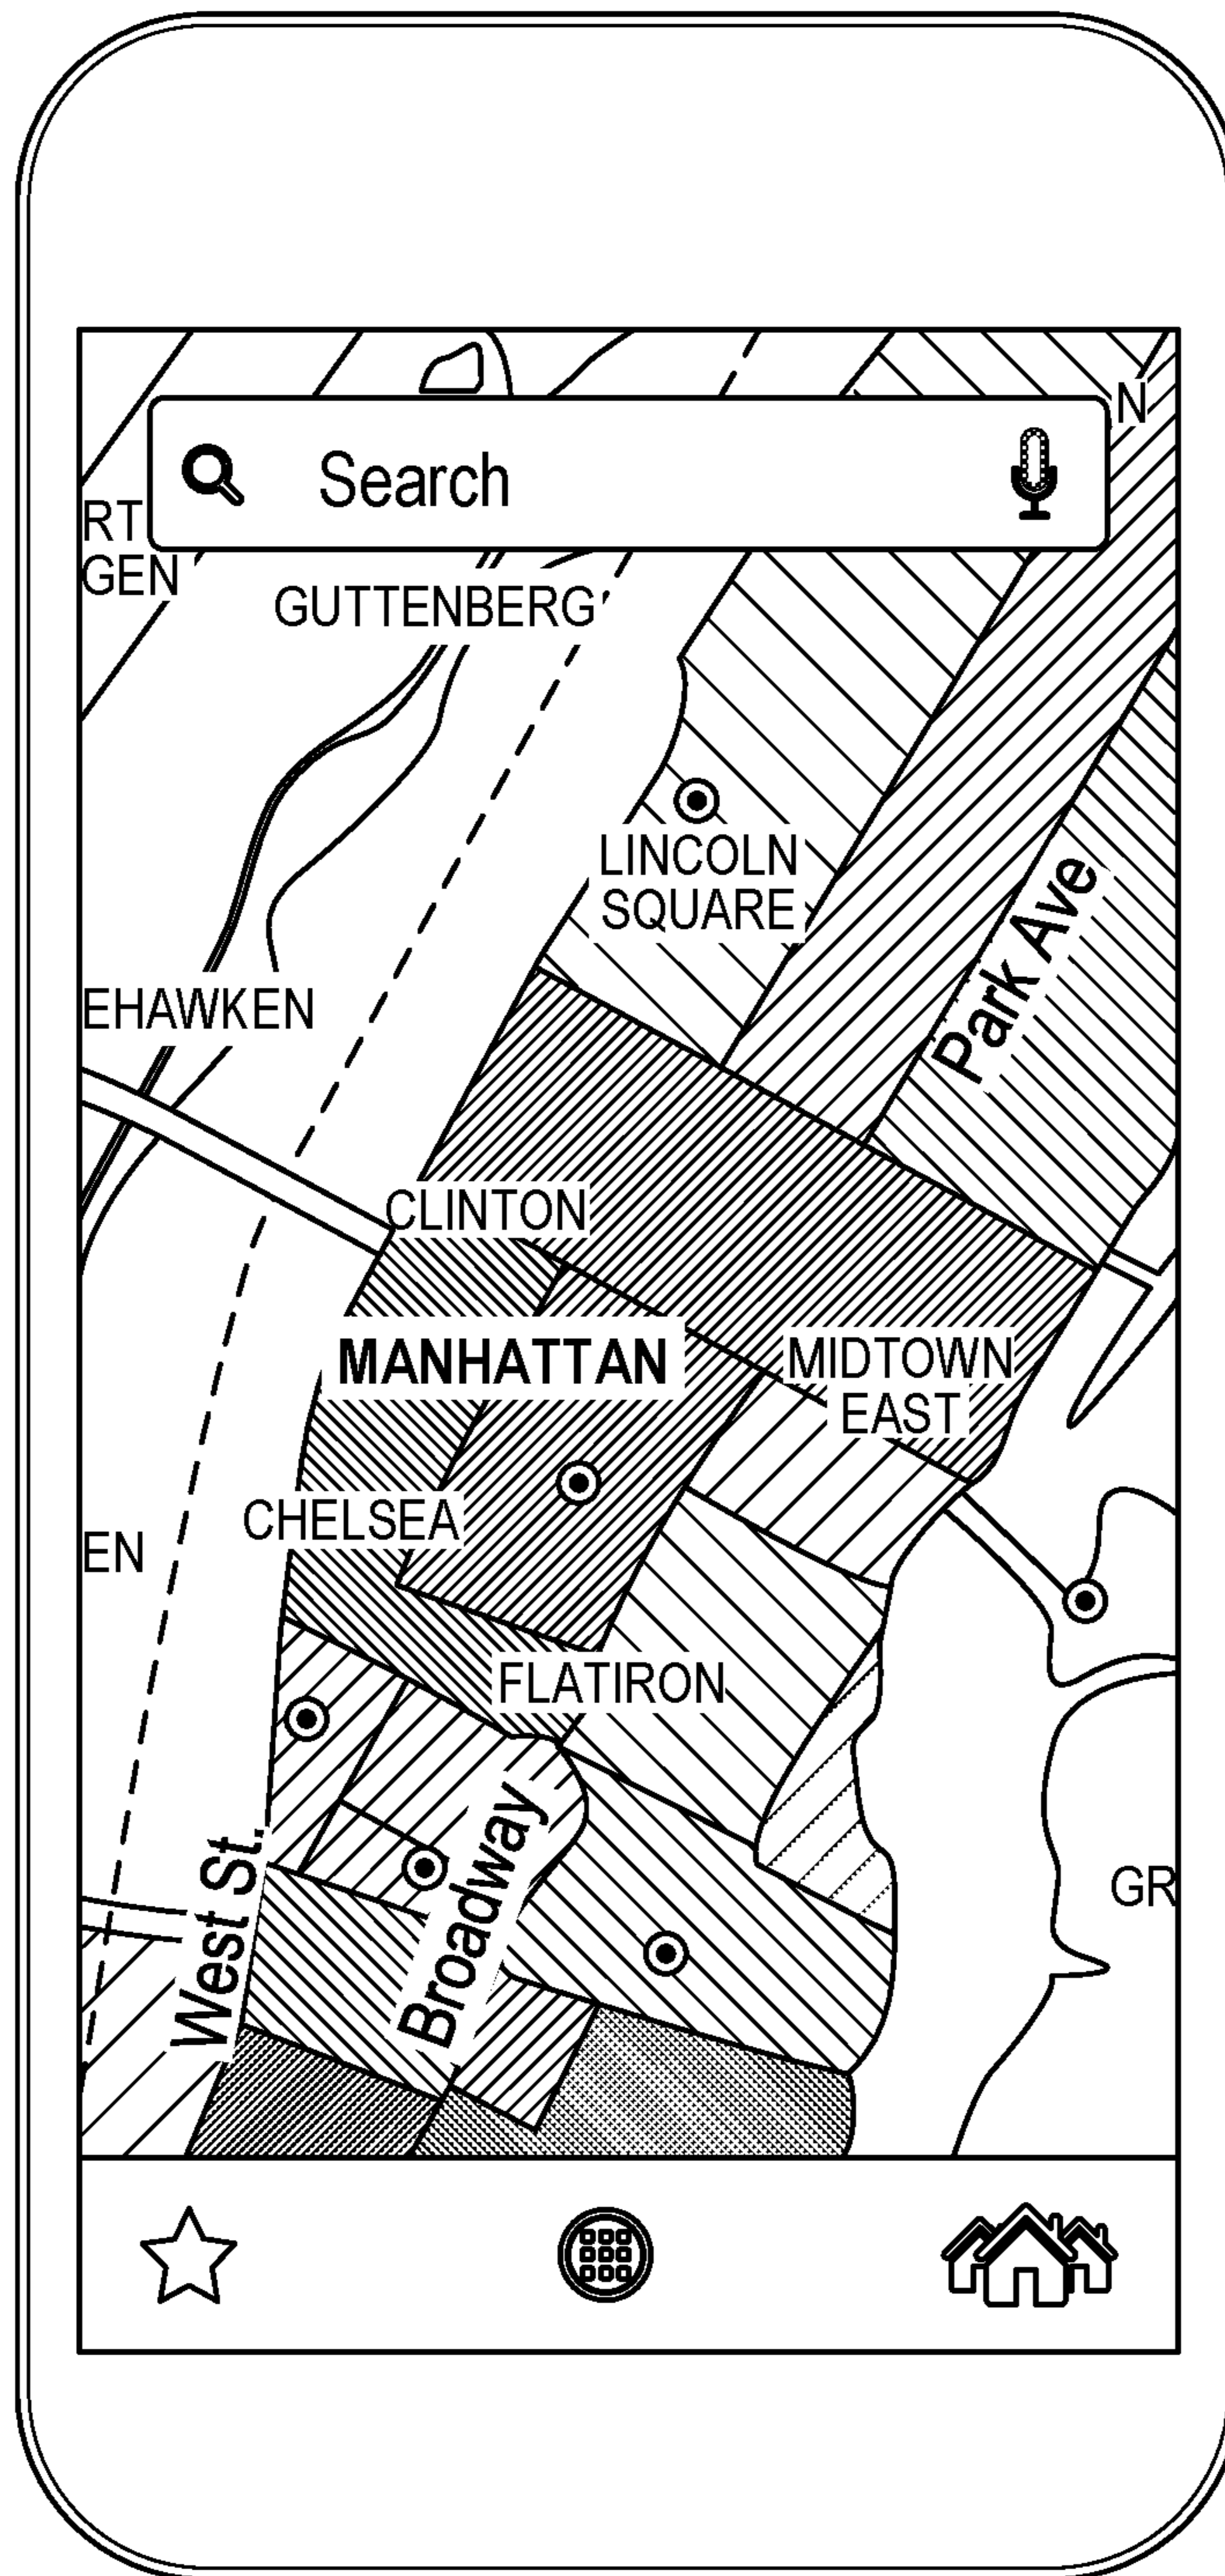 N
Search
RT
GEN
GUTTENBERG
LINCOLN
SQUARE
Park Ave
EHAWKEN
CLINTON
MANHATTAN
MIDTOWN
EAST
CHELSEA
EN
FLATIRON
West St.
Broadway
GR